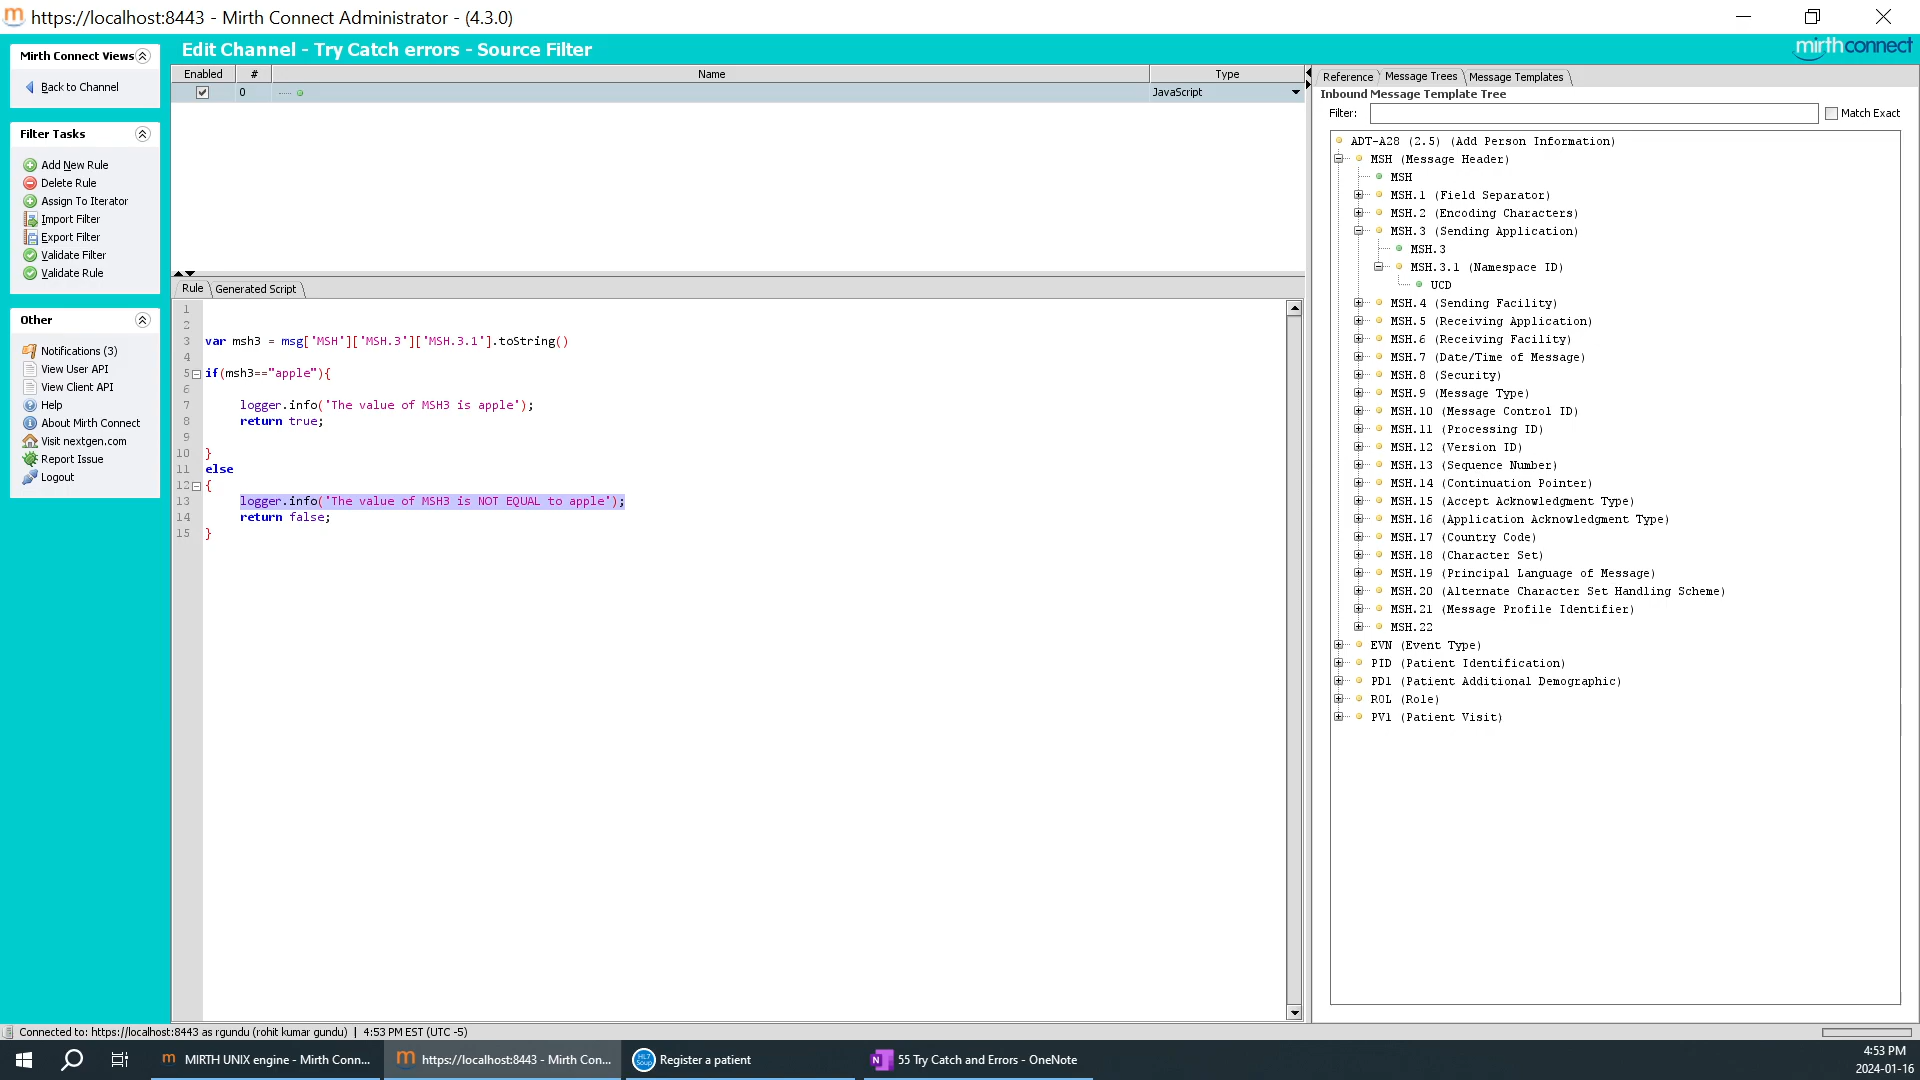 https://localhost:8443 - Mirth Connect Administrator - (4.3.0)
Mirth Connect Views
Back to Channel
Filter Tasks
Add New Rule
Delete Rule
Assign To Iterator
Import Filter
Export Filter
Validate Filter
Validate Rule
Other
Notifications (3)
View User API
View Client API
Help
About Mirth Connect
Visit nextgen.com
Report Issue
Logout
Edit Channel - Try Catch errors - Source Filter
mirthconnect
Enabled # Name Type
0 JavaScript
Rule Generated Script
1
2
3 var msh3 = msg['MSH']['MSH.3']['MSH.3.1'].toString()
4
5 if(msh3=="apple"){
6
7 logger.info('The value of MSH3 is apple');
8 return true;
9
10 }
11 else
12 {
13 logger.info('The value of MSH3 is NOT EQUAL to apple');
14 return false;
15 }
Reference Message Trees Message Templates
Inbound Message Template Tree
Filter: Match Exact
ADT-A28 (2.5) (Add Person Information)
MSH (Message Header)
MSH
MSH.1 (Field Separator)
MSH.2 (Encoding Characters)
MSH.3 (Sending Application)
MSH.3
MSH.3.1 (Namespace ID)
UCD
MSH.4 (Sending Facility)
MSH.5 (Receiving Application)
MSH.6 (Receiving Facility)
MSH.7 (Date/Time of Message)
MSH.8 (Security)
MSH.9 (Message Type)
MSH.10 (Message Control ID)
MSH.11 (Processing ID)
MSH.12 (Version ID)
MSH.13 (Sequence Number)
MSH.14 (Continuation Pointer)
MSH.15 (Accept Acknowledgment Type)
MSH.16 (Application Acknowledgment Type)
MSH.17 (Country Code)
MSH.18 (Character Set)
MSH.19 (Principal Language of Message)
MSH.20 (Alternate Character Set Handling Scheme)
MSH.21 (Message Profile Identifier)
MSH.22
EVN (Event Type)
PID (Patient Identification)
PD1 (Patient Additional Demographic)
ROL (Role)
PV1 (Patient Visit)
Connected to: https://localhost:8443 as rgundu (rohit kumar gundu) | 4:53 PM EST (UTC -5)
MIRTH UNIX engine - Mirth Conn...
https://localhost:8443 - Mirth Con...
HL7 Soup
Register a patient
55 Try Catch and Errors - OneNote
4:53 PM
2024-01-16